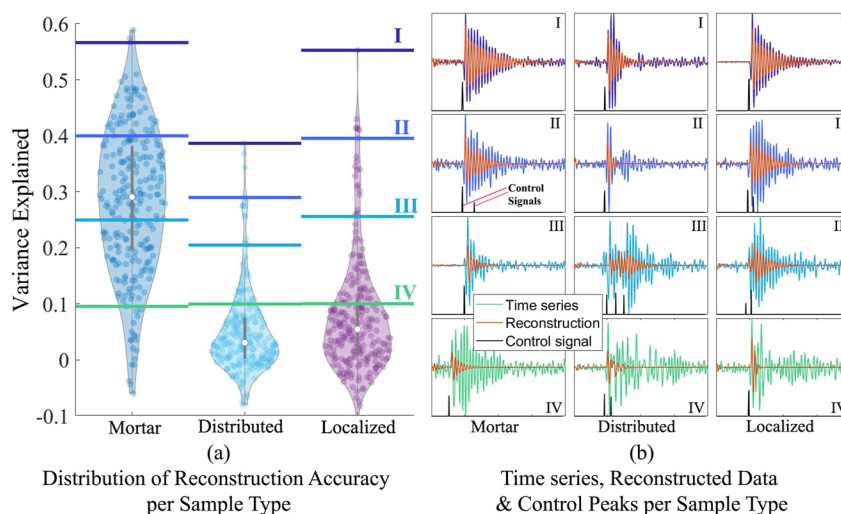 0.6
0.5
0.4
0.3
0.2
0.1
0
-0.1
Variance Explained
I
II
III
IV
Mortar
Distributed
Localized
(a)
Distribution of Reconstruction Accuracy
per Sample Type
I
I
I
II
II
II
Control
Signals
III
III
II
Time series
Reconstruction
Control signal
IV
IV
IV
Mortar
Distributed
Localized
(b)
Time series, Reconstructed Data
& Control Peaks per Sample Type